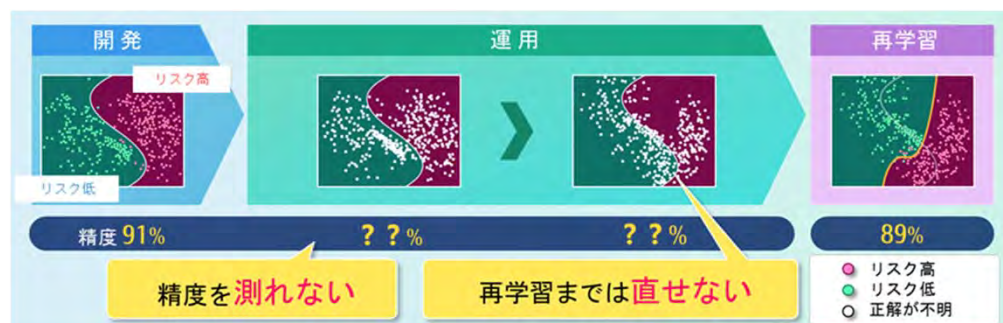 開発
運用
再学習
リスク高
リスク低
精度 91%
??%
??%
89%
精度を測れない
再学習までは直せない
リスク高
リスク低
正解が不明